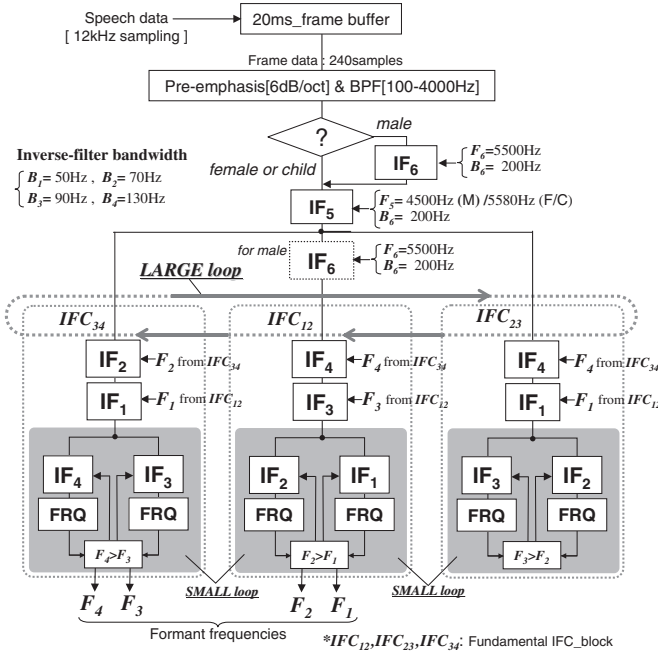 Speech data
[ 12kHz sampling ]
20ms_frame buffer
Frame data : 240samples
Pre-emphasis[6dB/oct] & BPF[100-4000Hz]
?
male
female or child
IF6
F6=5500Hz
B6= 200Hz
Inverse-filter bandwidth
B1= 50Hz , B2= 70Hz
B3= 90Hz , B4=130Hz
IF5
F5=4500Hz (M) /5580Hz (F/C)
B6= 200Hz
for male
IF6
F6=5500Hz
B6= 200Hz
LARGE loop
IFC34
IFC12
IFC23
IF2
F2 from IFC34
IF4
F4 from IFC34
IF4
F4 from IFC34
IF1
F1 from IFC12
IF3
F3 from IFC34
IF1
F1 from IFC12
IF4
IF3
IF2
IF1
IF3
IF2
FRQ
FRQ
FRQ
FRQ
FRQ
FRQ
F4>F3
F2>F1
F3>F2
SMALL loop
SMALL loop
F4
F3
F2
F1
Formant frequencies
*IFC12,IFC23,IFC34: Fundamental IFC_block